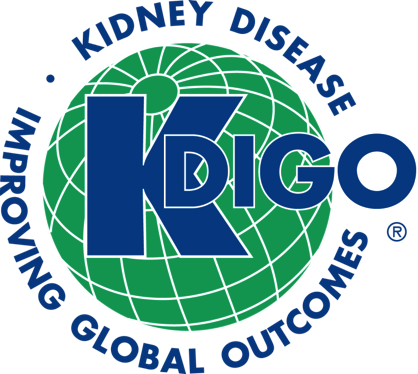 KIDNEY DISEASE
IMPROVING GLOBAL OUTCOMES
KDIGO
®